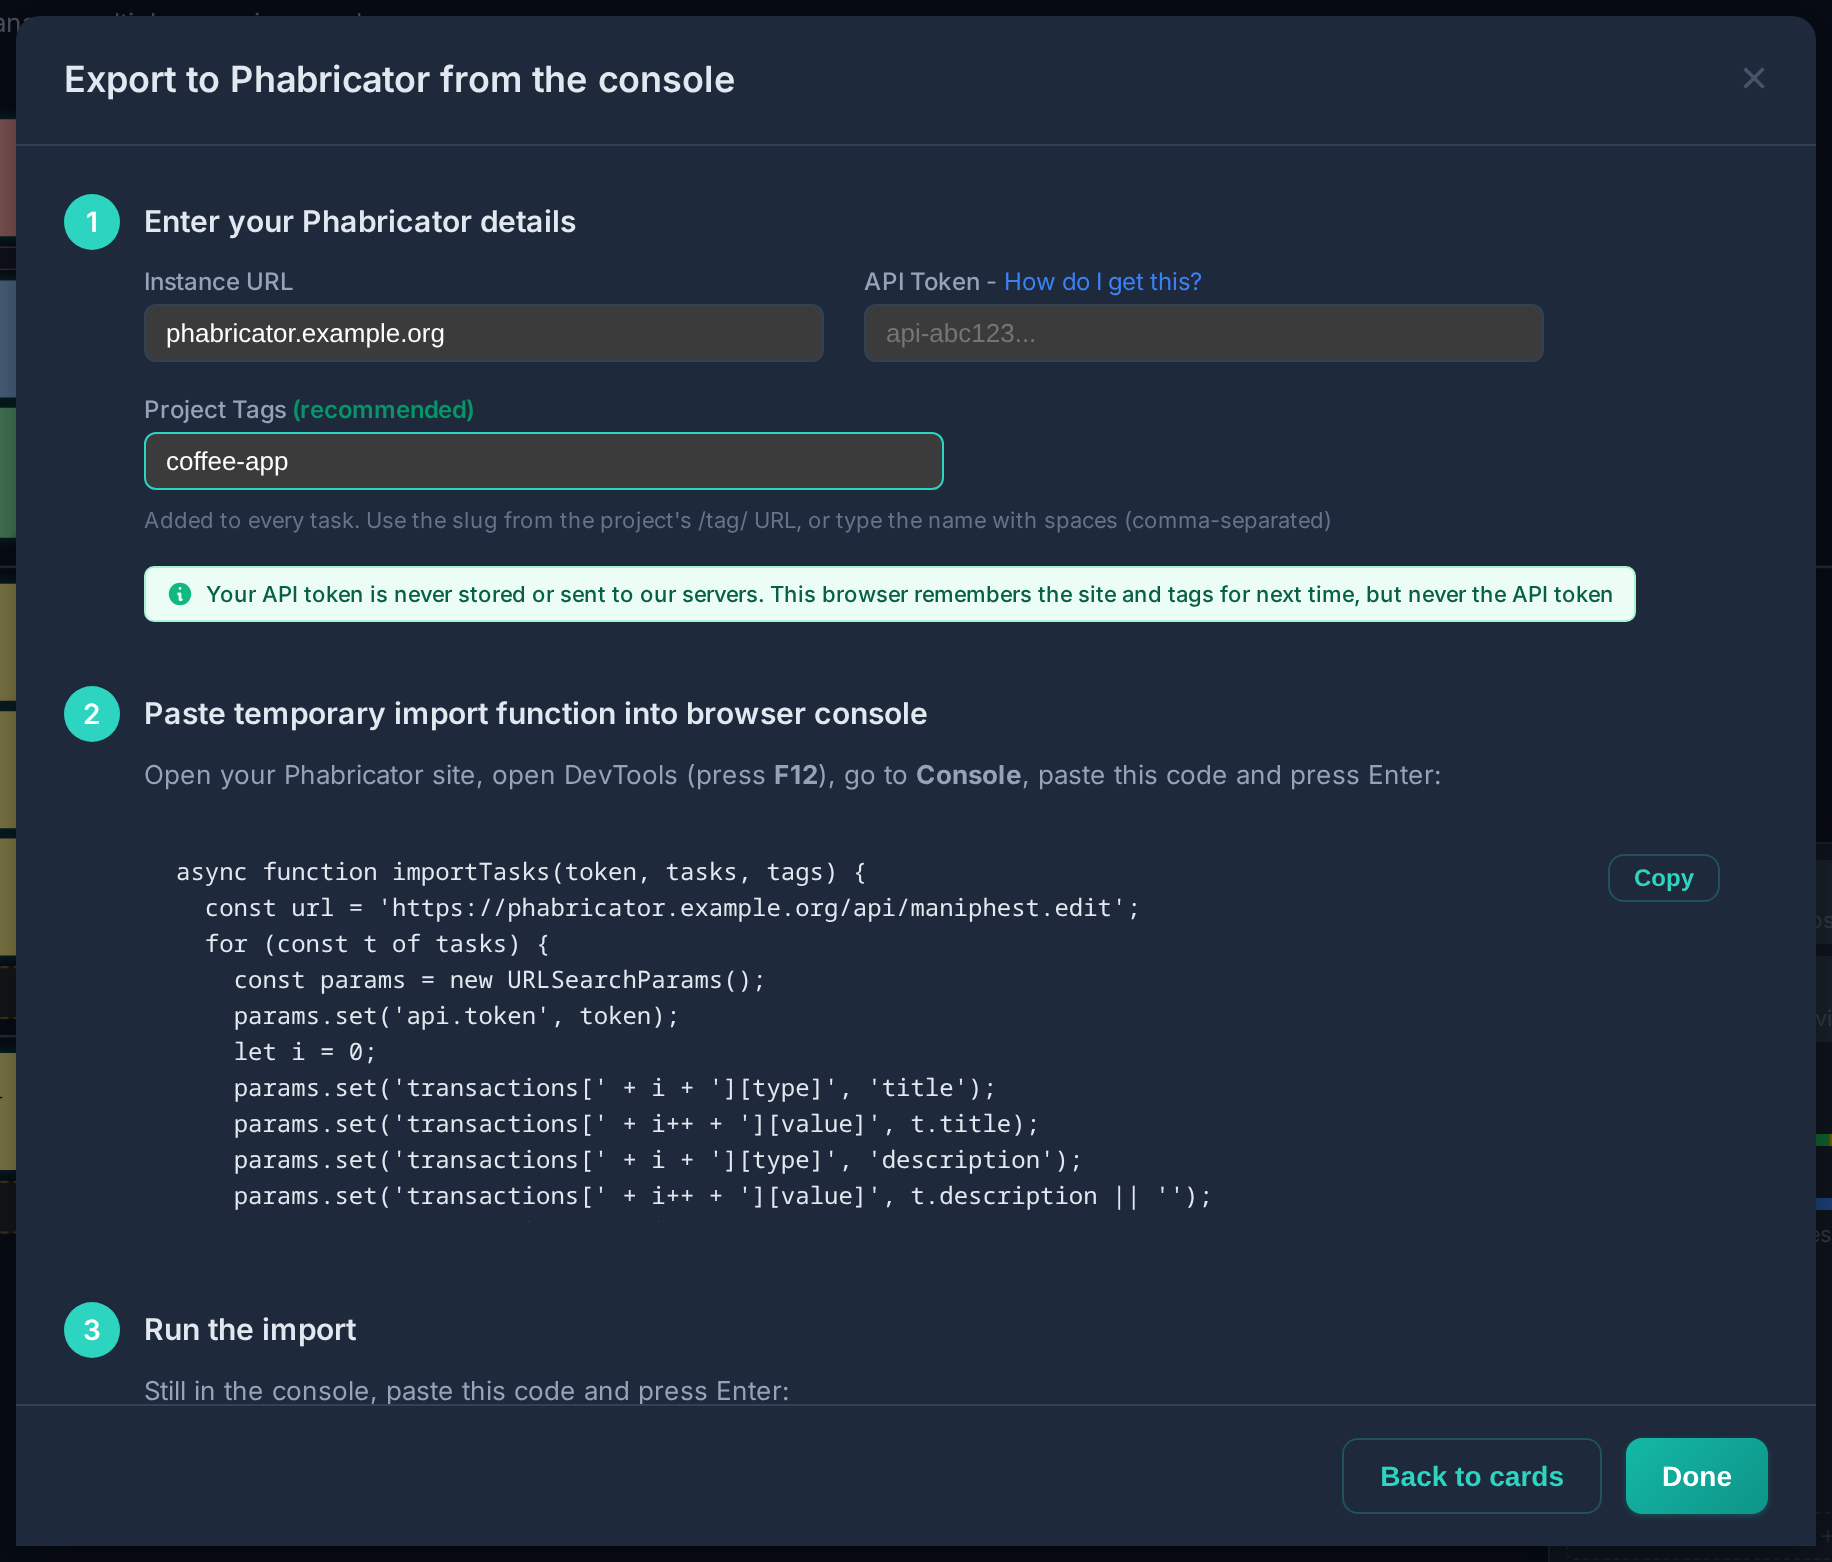 Export to Phabricator from the console
1
Enter your Phabricator details
Instance URL
API Token - How do I get this?
phabricator.example.org
api-abc123...
Project Tags (recommended)
coffee-app
Added to every task. Use the slug from the project's /tag/ URL, or type the name with spaces (comma-separated)
Your API token is never stored or sent to our servers. This browser remembers the site and tags for next time, but never the API token
2
Paste temporary import function into browser console
Open your Phabricator site, open DevTools (press F12), go to Console, paste this code and press Enter:
async function importTasks(token, tasks, tags) {
Copy
  const url = 'https://phabricator.example.org/api/maniphest.edit';
  for (const t of tasks) {
    const params = new URLSearchParams();
    params.set('api.token', token);
    let i = 0;
    params.set('transactions[' + i + '][type]', 'title');
    params.set('transactions[' + i++ + '][value]', t.title);
    params.set('transactions[' + i + '][type]', 'description');
    params.set('transactions[' + i++ + '][value]', t.description || '');
3
Run the import
Still in the console, paste this code and press Enter:
Back to cards
Done